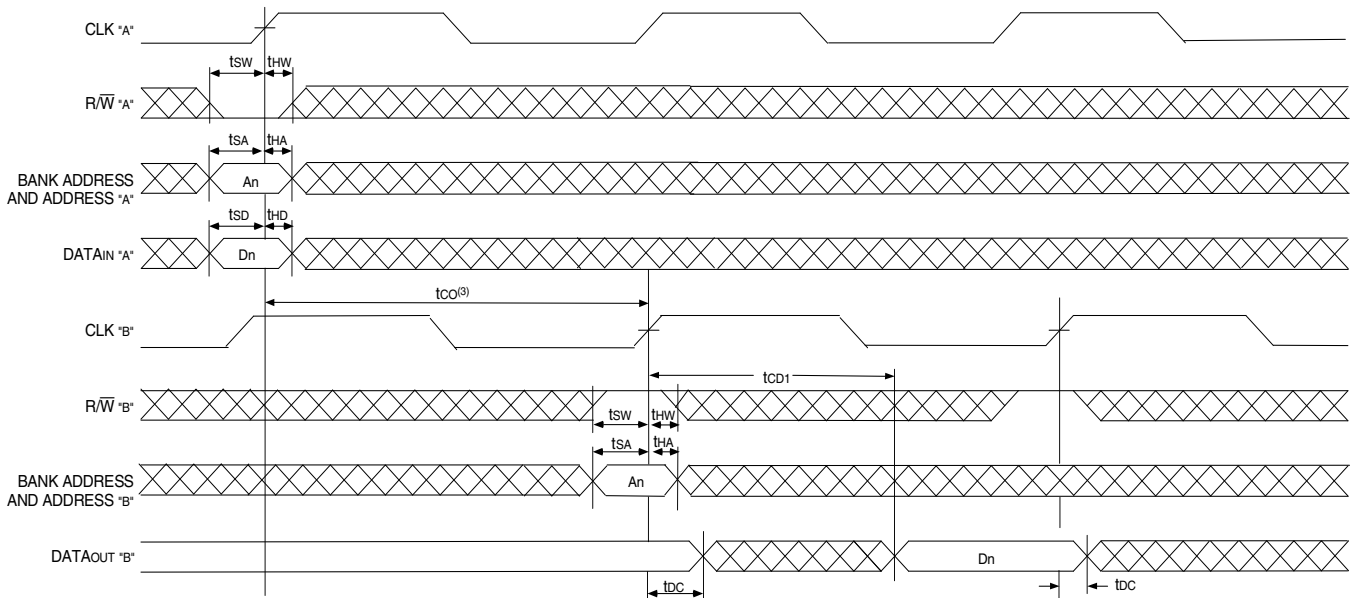 CLK "A"
tSW tHW
R/W̅ "A"
tSA tHA
BANK ADDRESS
AND ADDRESS "A"
An
tSD tHD
DATAIN "A"
Dn
tCO(3)
CLK "B"
tCD1
R/W̅ "B"
tSW tHW
tSA tHA
BANK ADDRESS
AND ADDRESS "B"
An
DATAOUT "B"
Dn
tDC
tDC